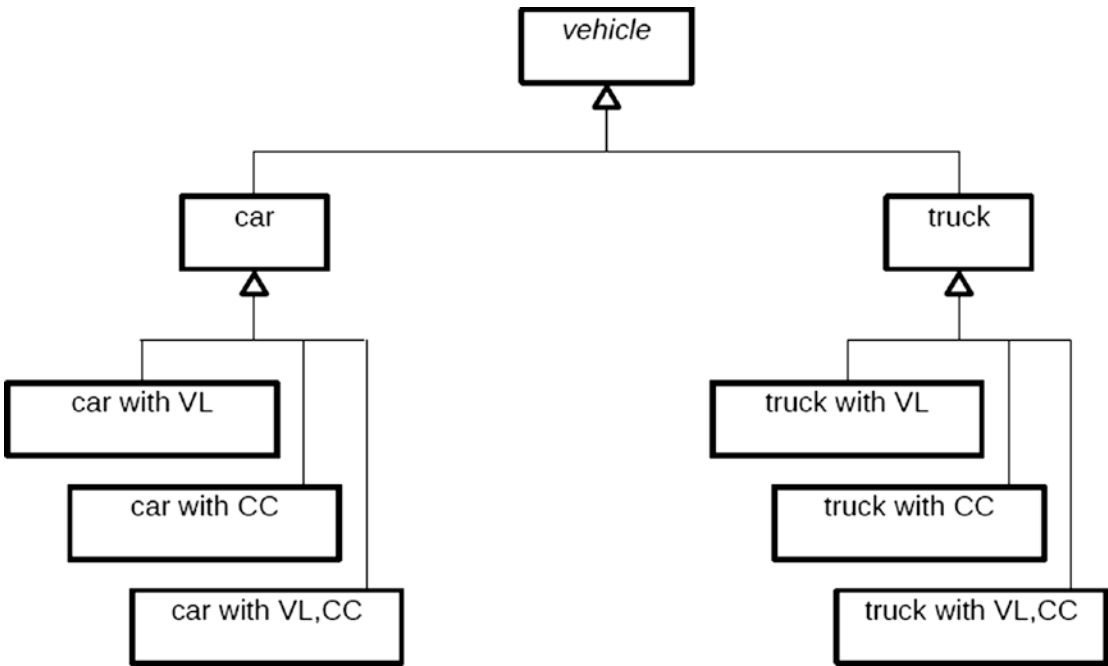 vehicle
car
truck
car with VL
truck with VL
car with CC
truck with CC
car with VL,CC
truck with VL,CC